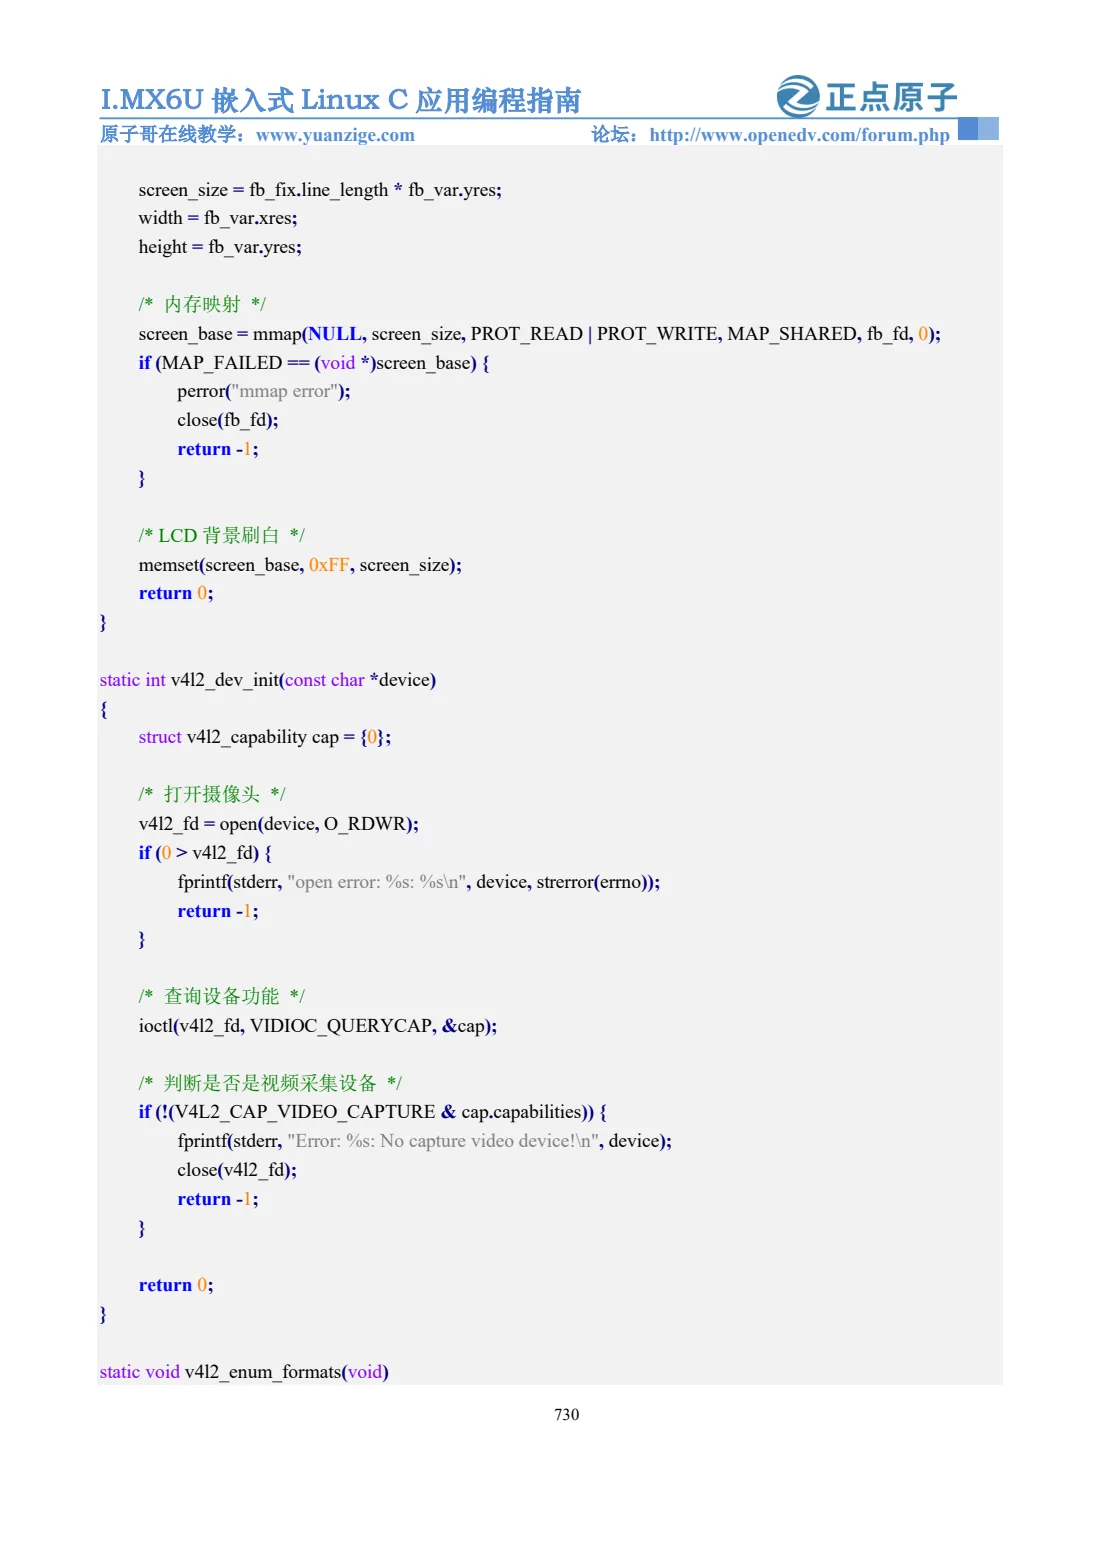 I.MX6U 嵌入式 Linux C 应用编程指南
正点原子
原子哥在线教学：www.yuanzige.com 论坛：http://www.openedv.com/forum.php
screen_size = fb_fix.line_length * fb_var.yres;
width = fb_var.xres;
height = fb_var.yres;
/* 内存映射 */
screen_base = mmap(NULL, screen_size, PROT_READ | PROT_WRITE, MAP_SHARED, fb_fd, 0);
if (MAP_FAILED == (void *)screen_base) {
perror("mmap error");
close(fb_fd);
return -1;
}
/* LCD 背景刷白 */
memset(screen_base, 0xFF, screen_size);
return 0;
}
static int v4l2_dev_init(const char *device)
{
struct v4l2_capability cap = {0};
/* 打开摄像头 */
v4l2_fd = open(device, O_RDWR);
if (0 > v4l2_fd) {
fprintf(stderr, "open error: %s: %s\n", device, strerror(errno));
return -1;
}
/* 查询设备功能 */
ioctl(v4l2_fd, VIDIOC_QUERYCAP, &cap);
/* 判断是否是视频采集设备 */
if (!(V4L2_CAP_VIDEO_CAPTURE & cap.capabilities)) {
fprintf(stderr, "Error: %s: No capture video device!\n", device);
close(v4l2_fd);
return -1;
}
return 0;
}
static void v4l2_enum_formats(void)
730